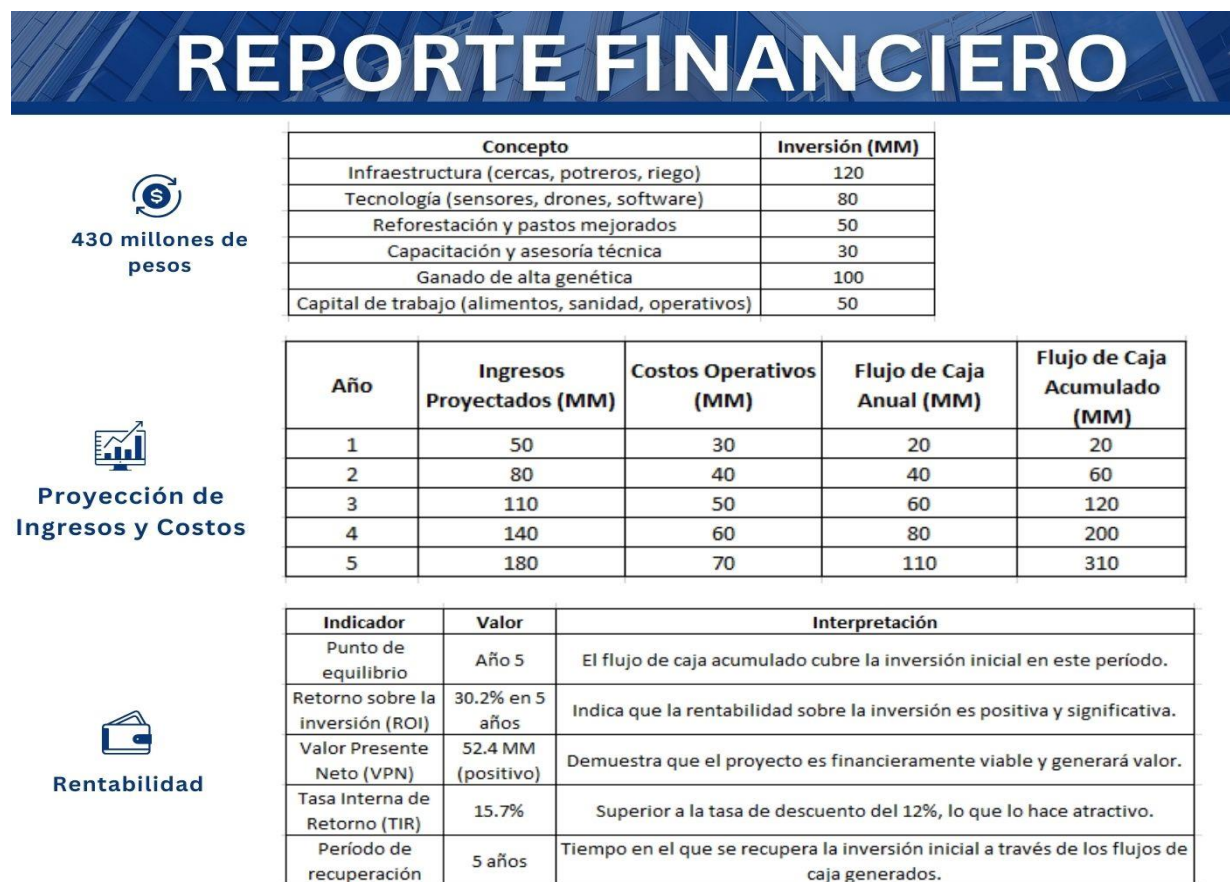 REPORTE FINANCIERO
430 millones de
pesos
Concepto Inversión (MM)
Infraestructura (cercas, potreros, riego) 120
Tecnología (sensores, drones, software) 80
Reforestación y pastos mejorados 50
Capacitación y asesoría técnica 30
Ganado de alta genética 100
Capital de trabajo (alimentos, sanidad, operativos) 50
Proyección de
Ingresos y Costos
Año Ingresos Proyectados (MM) Costos Operativos (MM) Flujo de Caja Anual (MM) Flujo de Caja Acumulado (MM)
1 50 30 20 20
2 80 40 40 60
3 110 50 60 120
4 140 60 80 200
5 180 70 110 310
Rentabilidad
Indicador Valor Interpretación
Punto de equilibrio Año 5 El flujo de caja acumulado cubre la inversión inicial en este período.
Retorno sobre la inversión (ROI) 30.2% en 5 años Indica que la rentabilidad sobre la inversión es positiva y significativa.
Valor Presente Neto (VPN) 52.4 MM (positivo) Demuestra que el proyecto es financieramente viable y generará valor.
Tasa Interna de Retorno (TIR) 15.7% Superior a la tasa de descuento del 12%, lo que lo hace atractivo.
Período de recuperación 5 años Tiempo en el que se recupera la inversión inicial a través de los flujos de caja generados.